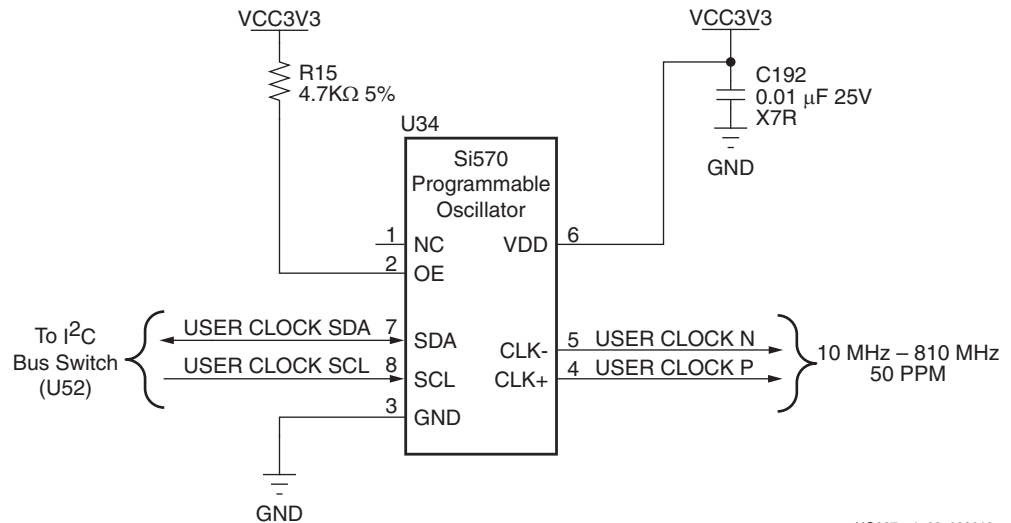 VCC3V3
VCC3V3
R15
4.7KΩ 5%
C192
0.01 μF 25V
X7R
GND
U34
Si570
Programmable
Oscillator
1
NC
VDD
6
2
OE
To I2C
Bus Switch
(U52)
USER CLOCK SDA
7
SDA
USER CLOCK SCL
8
SCL
CLK-
5
USER CLOCK N
CLK+
4
USER CLOCK P
10 MHz – 810 MHz
50 PPM
3
GND
GND